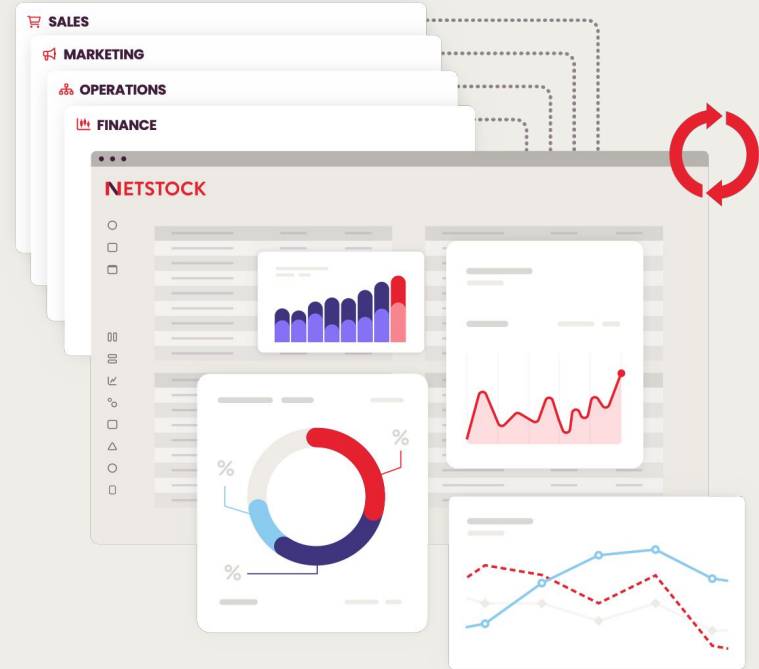 SALES
MARKETING
OPERATIONS
FINANCE
NETSTOCK
%
%
%